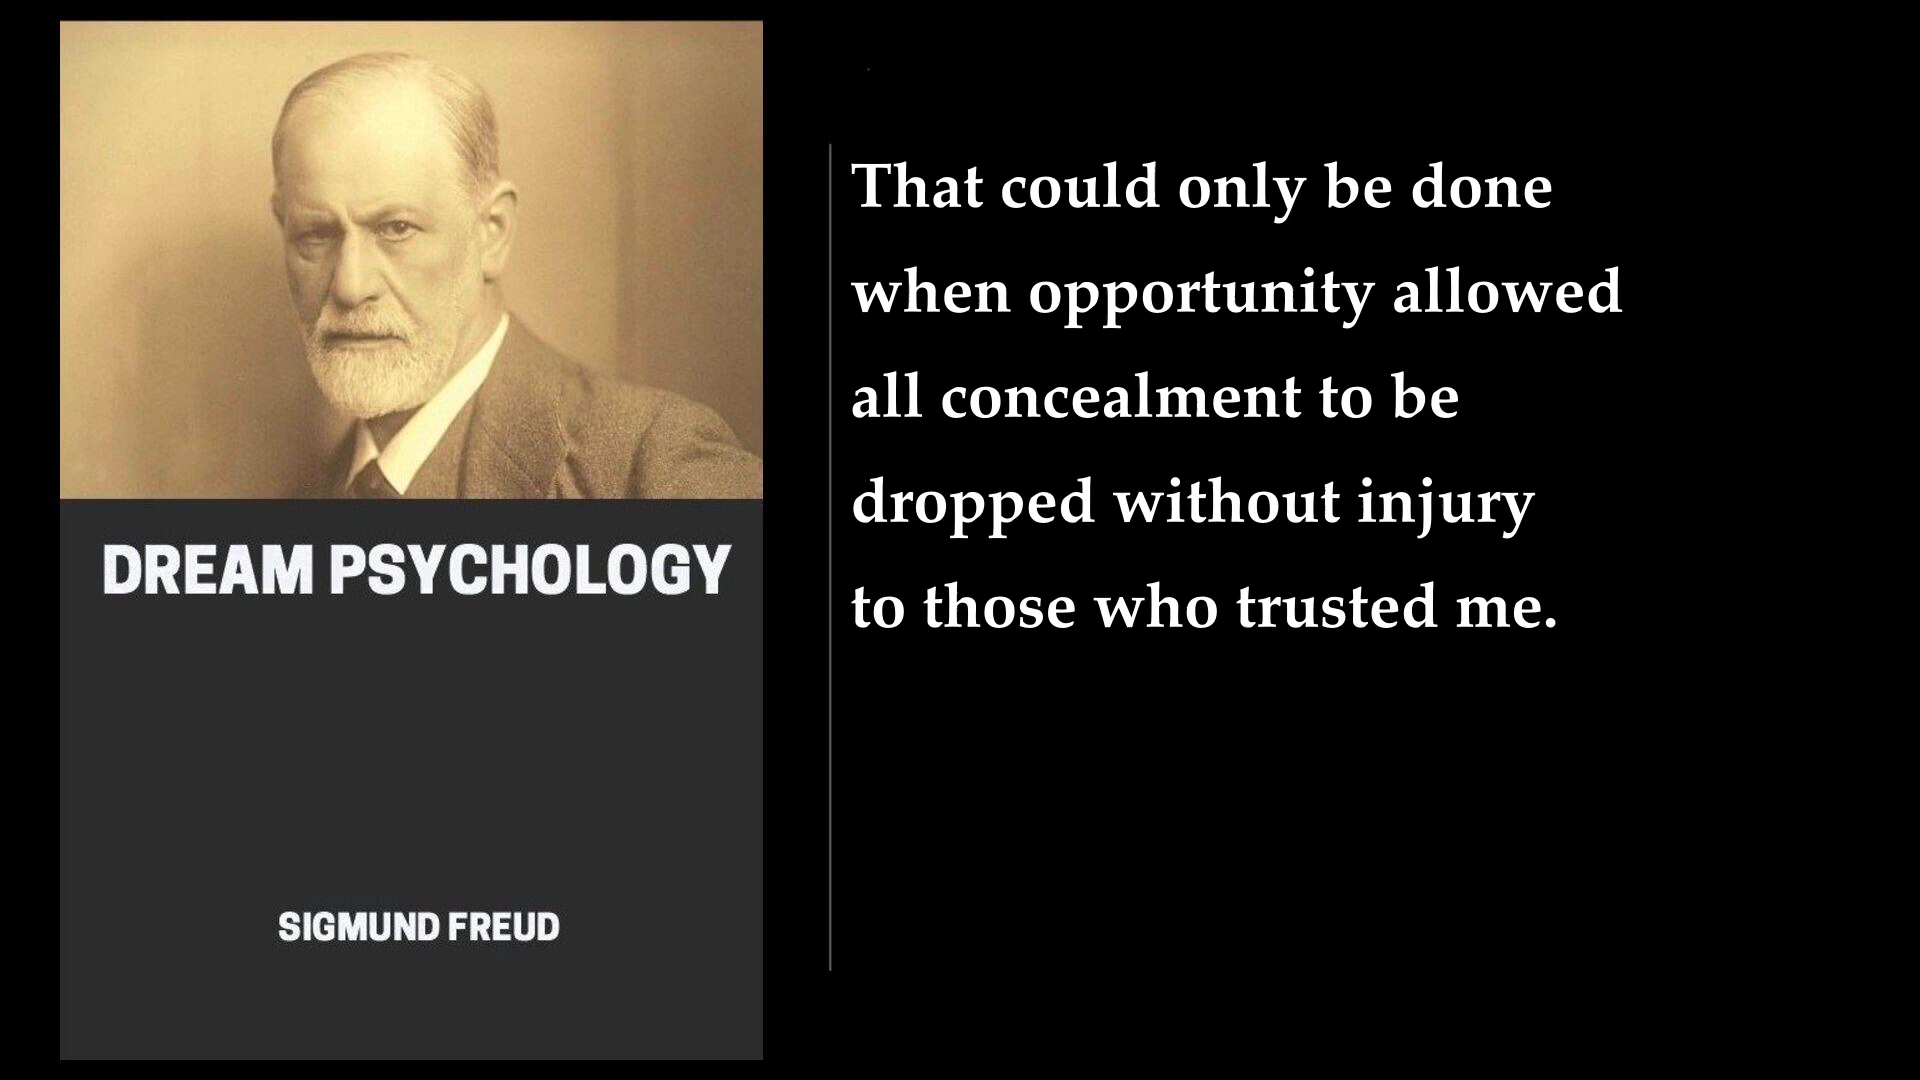 DREAM PSYCHOLOGY
SIGMUND FREUD
That could only be done
when opportunity allowed
all concealment to be
dropped without injury
to those who trusted me.